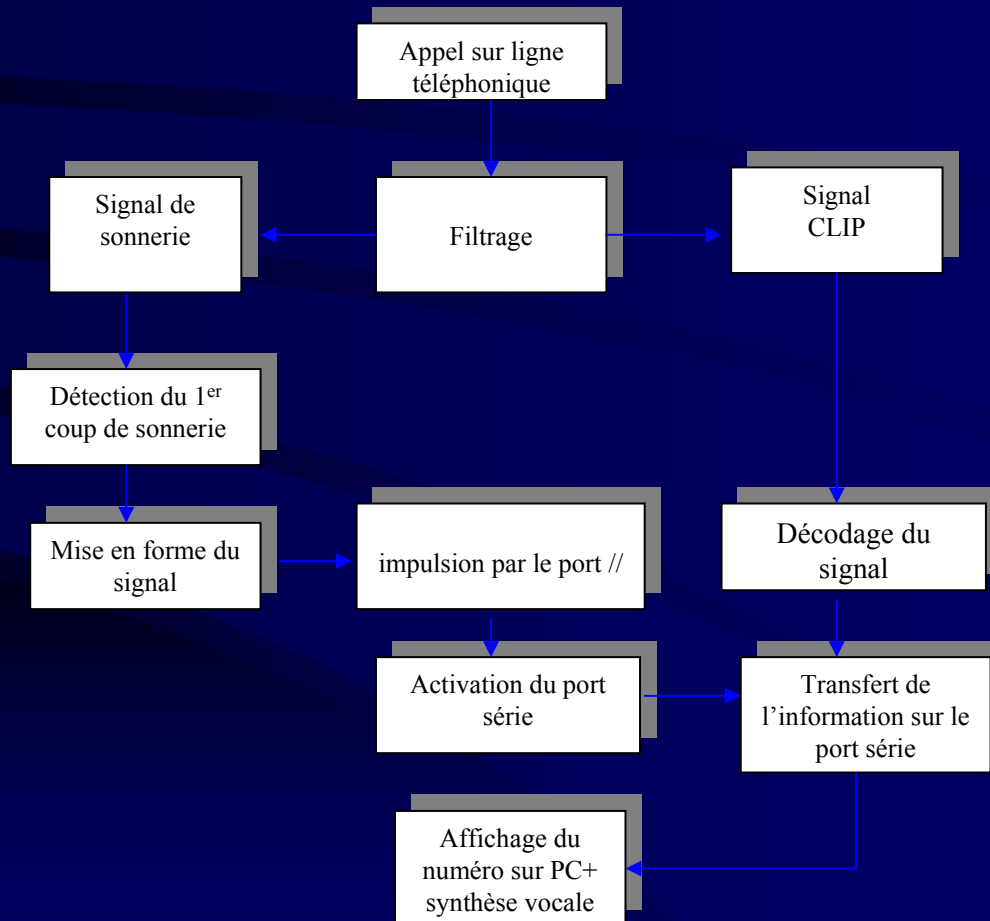 Appel sur ligne
téléphonique
Signal de
sonnerie
Filtrage
Signal
CLIP
Détection du 1er
coup de sonnerie
Mise en forme du
signal
impulsion par le port //
Décodage du
signal
Activation du port
série
Transfert de
l’information sur le
port série
Affichage du
numéro sur PC+
synthèse vocale